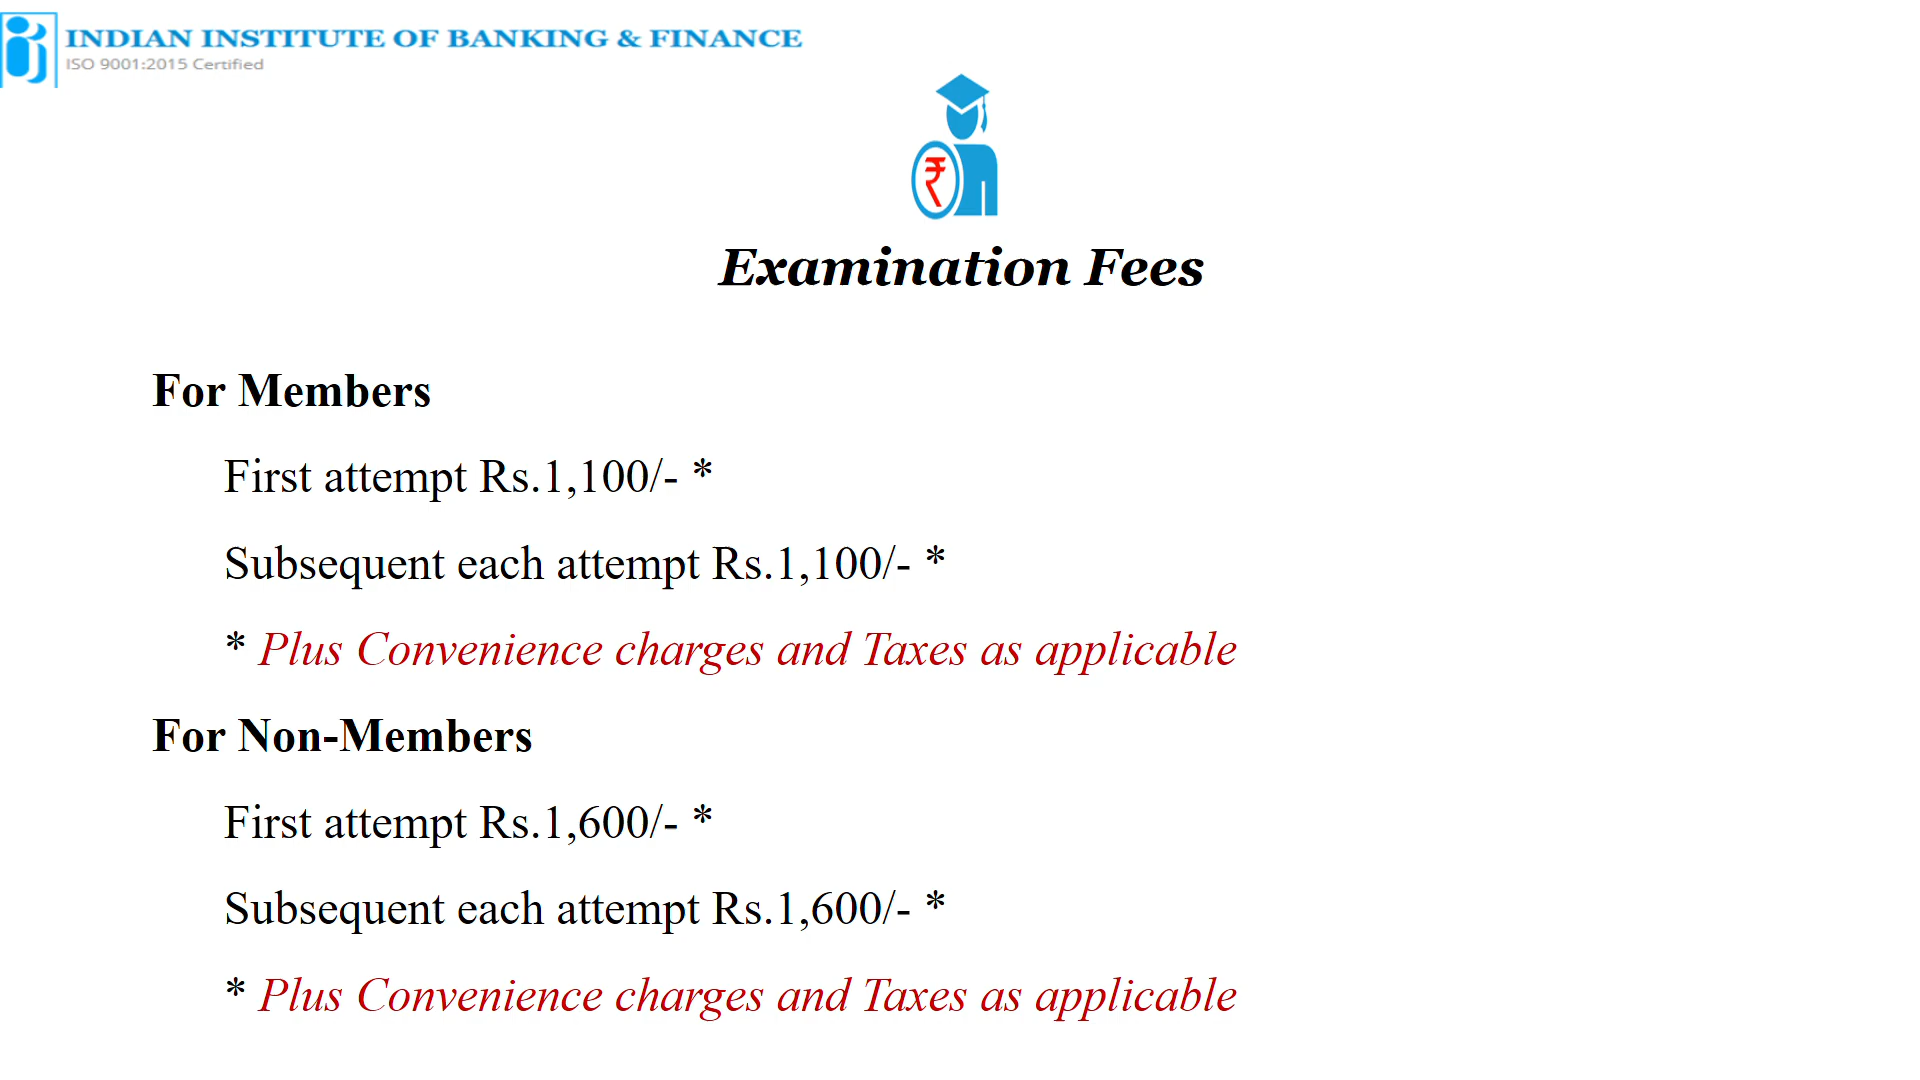 INDIAN INSTITUTE OF BANKING & FINANCE
ISO 9001:2015 Certified
₹
Examination Fees
For Members
First attempt Rs.1,100/- *
Subsequent each attempt Rs.1,100/- *
* Plus Convenience charges and Taxes as applicable
For Non-Members
First attempt Rs.1,600/- *
Subsequent each attempt Rs.1,600/- *
* Plus Convenience charges and Taxes as applicable